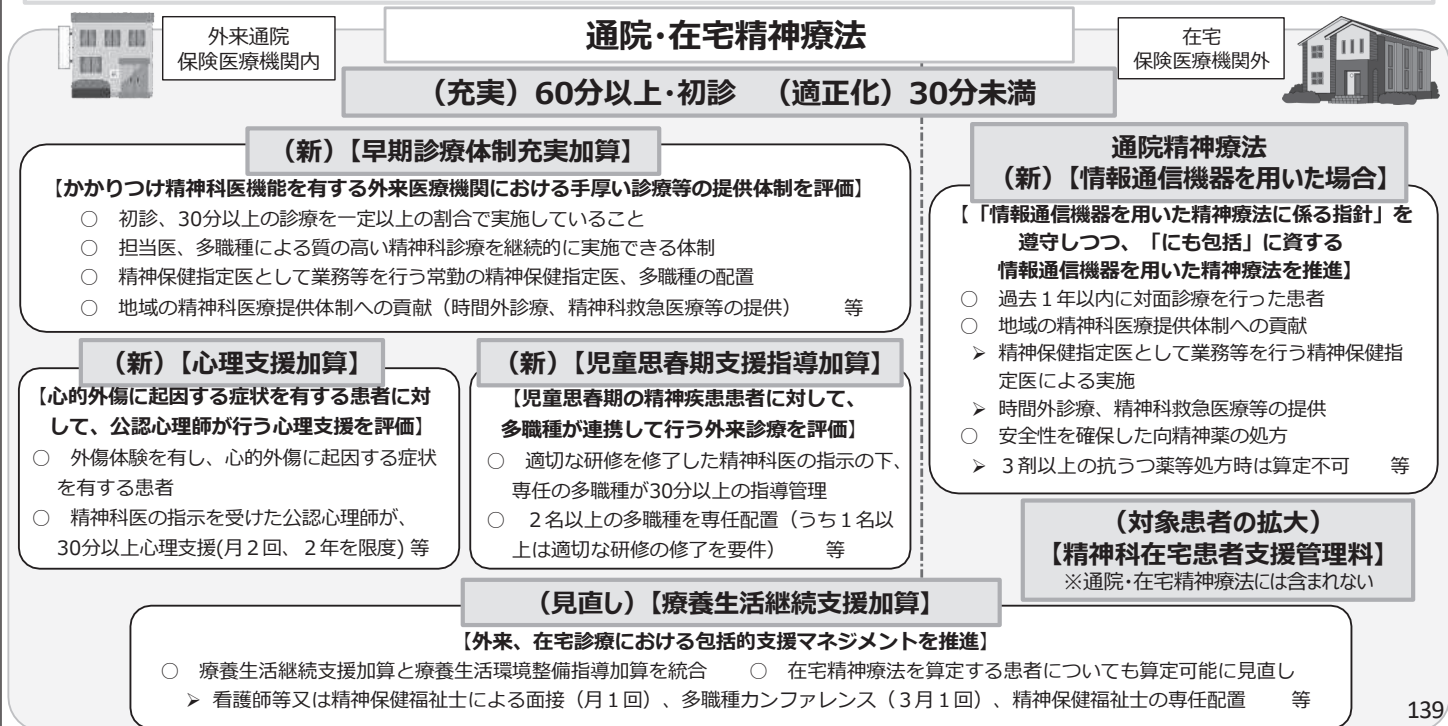 外来通院
保険医療機関内
通院・在宅精神療法
在宅
保険医療機関外
（充実）60分以上・初診　（適正化）30分未満
（新）【早期診療体制充実加算】
【かかりつけ精神科医機能を有する外来医療機関における手厚い診療等の提供体制を評価】
○　初診、30分以上の診療を一定以上の割合で実施していること
○　担当医、多職種による質の高い精神科診療を継続的に実施できる体制
○　精神保健指定医として業務等を行う常勤の精神保健指定医、多職種の配置
○　地域の精神科医療提供体制への貢献（時間外診療、精神科救急医療等の提供）　　等
（新）【心理支援加算】
【心的外傷に起因する症状を有する患者に対
して、公認心理師が行う心理支援を評価】
○　外傷体験を有し、心的外傷に起因する症状
を有する患者
○　精神科医の指示を受けた公認心理師が、
30分以上心理支援(月２回、２年を限度) 等
（新）【児童思春期支援指導加算】
【児童思春期の精神疾患患者に対して、
多職種が連携して行う外来診療を評価】
○　適切な研修を修了した精神科医の指示の下、
専任の多職種が30分以上の指導管理
○　２名以上の多職種を専任配置（うち１名以
上は適切な研修の修了を要件）　　等
通院精神療法
（新）【情報通信機器を用いた場合】
【「情報通信機器を用いた精神療法に係る指針」を
遵守しつつ、「にも包括」に資する
情報通信機器を用いた精神療法を推進】
○　過去１年以内に対面診療を行った患者
○　地域の精神科医療提供体制への貢献
➢ 精神保健指定医として業務等を行う精神保健指
定医による実施
➢ 時間外診療、精神科救急医療等の提供
○　安全性を確保した向精神薬の処方
➢ ３剤以上の抗うつ薬等処方時は算定不可　　等
（対象患者の拡大）
【精神科在宅患者支援管理料】
※通院・在宅精神療法には含まれない
（見直し）【療養生活継続支援加算】
【外来、在宅診療における包括的支援マネジメントを推進】
○　療養生活継続支援加算と療養生活環境整備指導加算を統合　　○　在宅精神療法を算定する患者についても算定可能に見直し
➢ 看護師等又は精神保健福祉士による面接（月１回）、多職種カンファレンス（３月１回）、精神保健福祉士の専任配置　　等
139